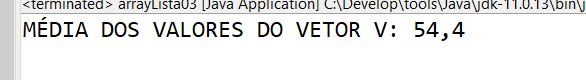 <terminated> arrayLista03 [Java Application] C:\Develop\tools\Java\jdk-11.0.13\bin\j
MÉDIA DOS VALORES DO VETOR V: 54,4